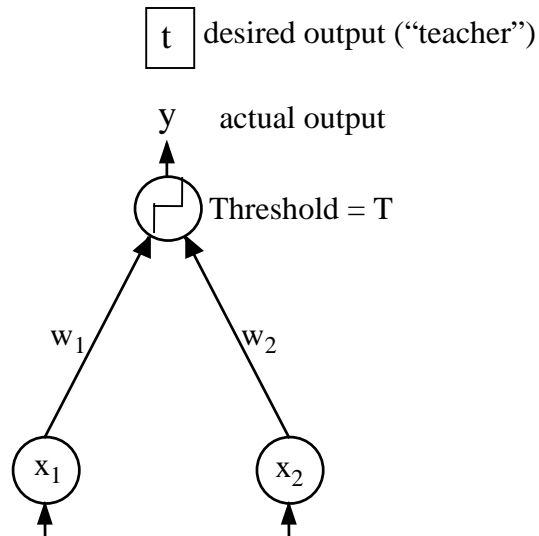 t desired output (“teacher”)
y actual output
Threshold = T
w₁ w₂
x₁ x₂